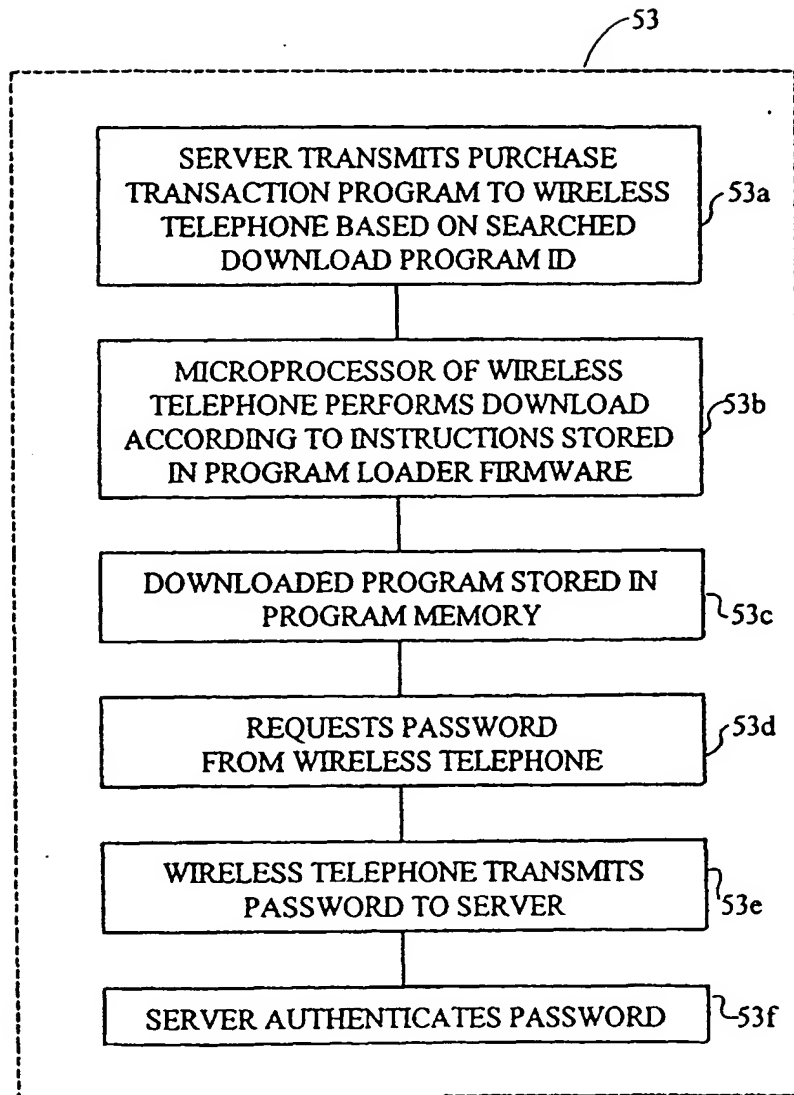 53
SERVER TRANSMITS PURCHASE
TRANSACTION PROGRAM TO WIRELESS
TELEPHONE BASED ON SEARCHED
DOWNLOAD PROGRAM ID
53a
MICROPROCESSOR OF WIRELESS
TELEPHONE PERFORMS DOWNLOAD
ACCORDING TO INSTRUCTIONS STORED
IN PROGRAM LOADER FIRMWARE
53b
DOWNLOADED PROGRAM STORED IN
PROGRAM MEMORY
53c
REQUESTS PASSWORD
FROM WIRELESS TELEPHONE
53d
WIRELESS TELEPHONE TRANSMITS
PASSWORD TO SERVER
53e
SERVER AUTHENTICATES PASSWORD
53f